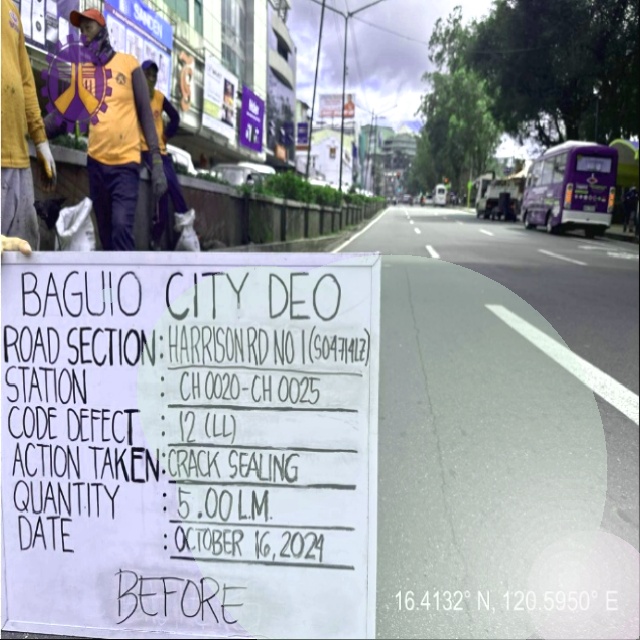 BAGUIO CITY DEO
ROAD SECTION: HARRISON RD NO 1 (S04714LZ)
STATION : CH 0020-CH 0025
CODE DEFECT : 12 (LL)
ACTION TAKEN: CRACK SEALING
QUANTITY : 5.00 L.M.
DATE : OCTOBER 16, 2024
BEFORE
16.4132° N, 120.5950° E